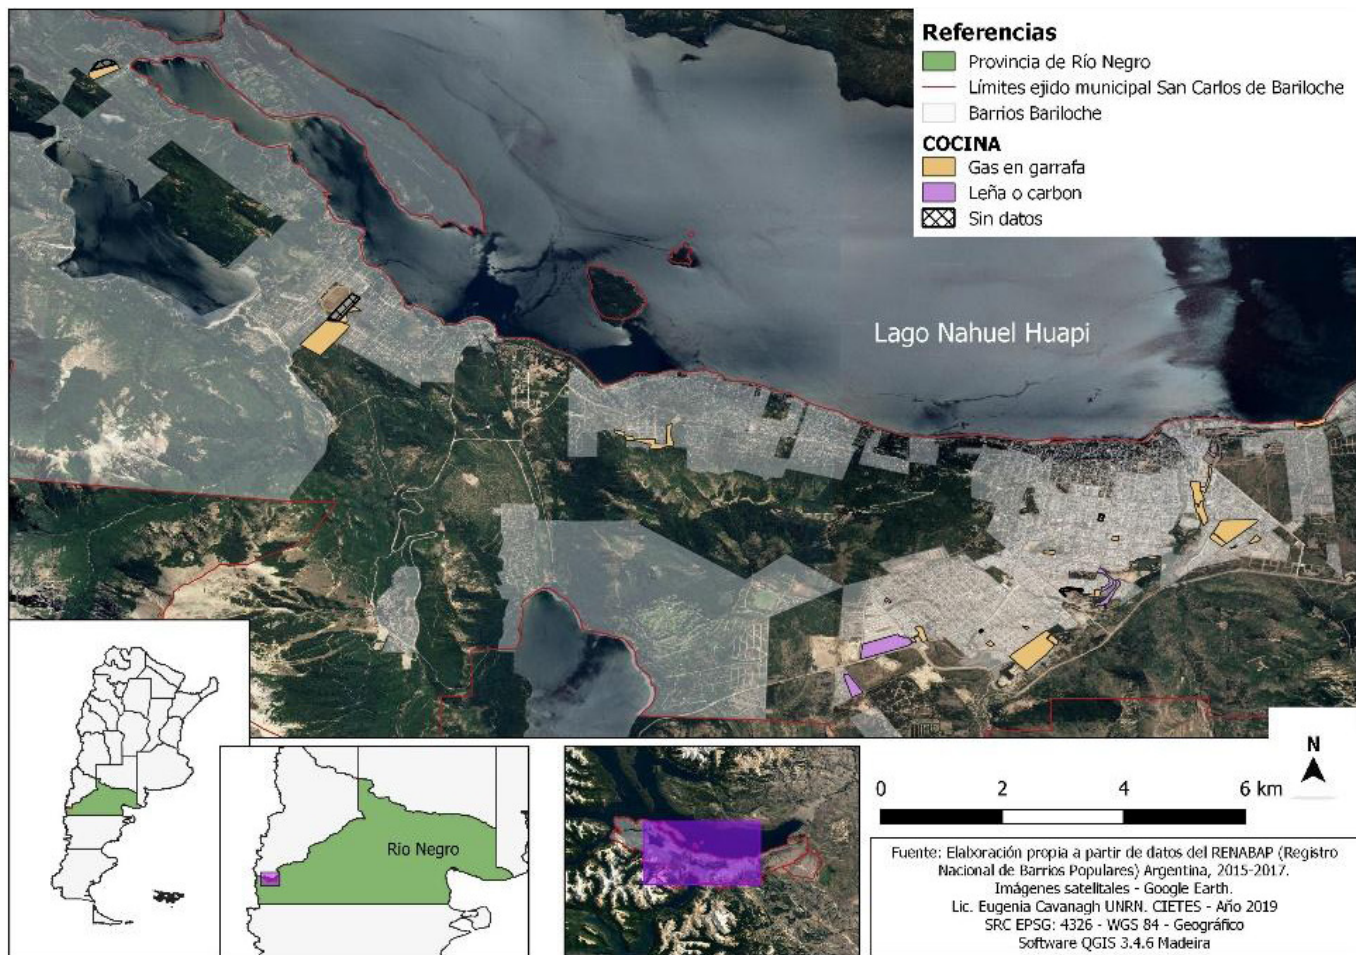 Referencias
Provincia de Río Negro
Límites ejido municipal San Carlos de Bariloche
Barrios Bariloche
COCINA
Gas en garrafa
Leña o carbon
Sin datos
Lago Nahuel Huapi
Río Negro
N
0 2 4 6 km
Fuente: Elaboración propia a partir de datos del RENABAP (Registro
Nacional de Barrios Populares) Argentina, 2015-2017.
Imágenes satelitales - Google Earth.
Lic. Eugenia Cavanagh UNRN. CIETES - Año 2019
SRC EPSG: 4326 - WGS 84 - Geográfico
Software QGIS 3.4.6 Madeira